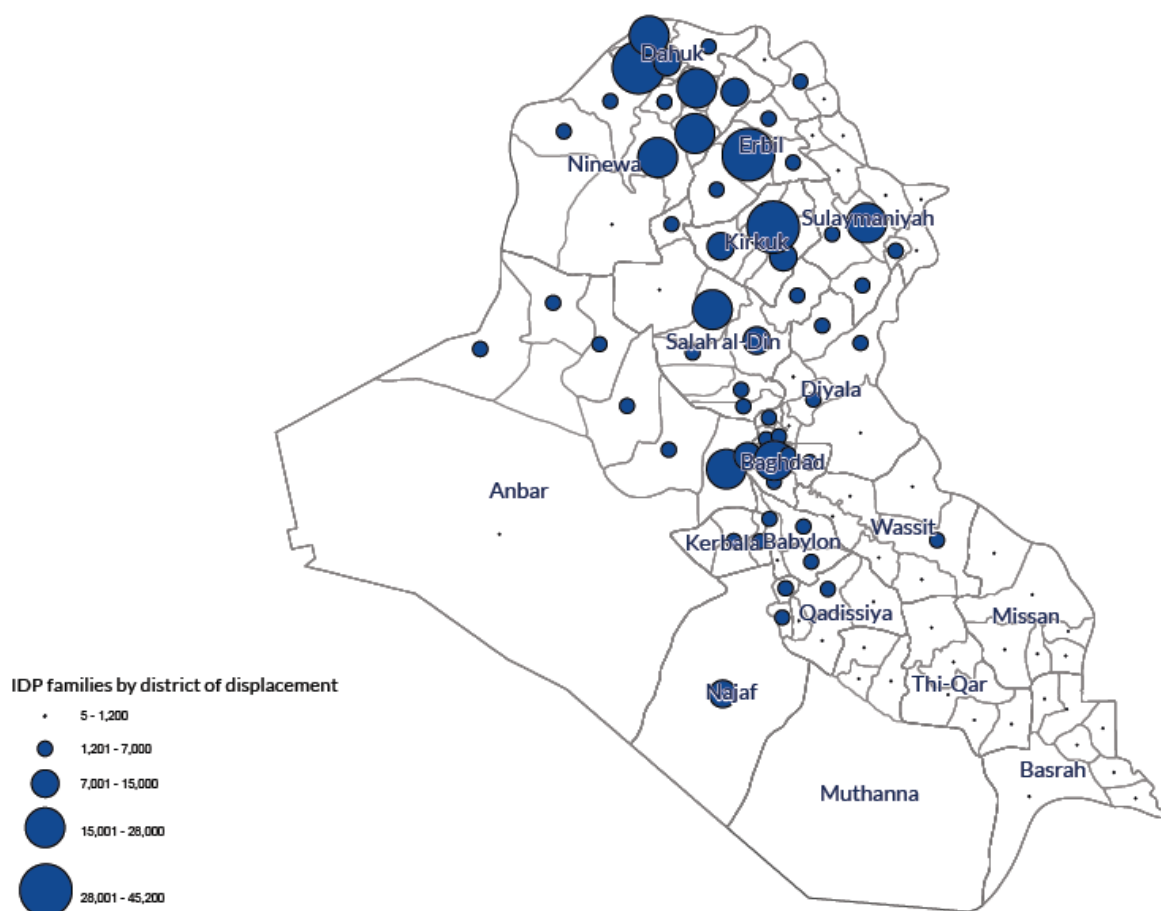 Dahuk
Erbil
Ninewa
Sulaymaniyah
Kirkuk
Salah al-Din
Diyala
Baghdad
Anbar
Wassit
Kerbala
Babylon
Qadissiya
Missan
Najaf
Thi-Qar
Basrah
Muthanna
IDP families by district of displacement
5 - 1,200
1,201 - 7,000
7,001 - 15,000
15,001 - 28,000
28,001 - 45,200